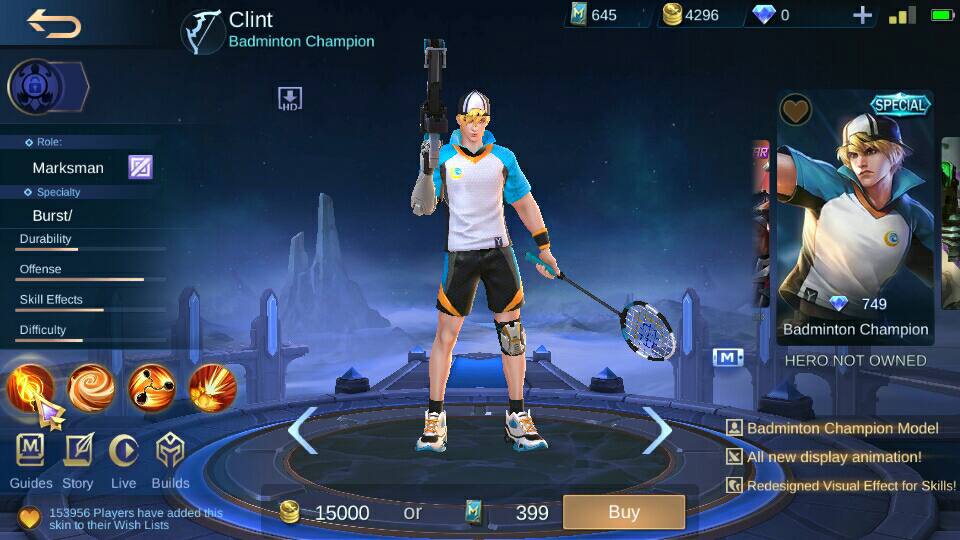 Clint
Badminton Champion
645
4296
0
HD
Role:
Marksman
Specialty
Burst/
Durability
Offense
Skill Effects
Difficulty
SPECIAL
749
Badminton Champion
HERO NOT OWNED
M
Badminton Champion Model
All new display animation!
Redesigned Visual Effect for Skills!
Guides
Story
Live
Builds
153956 Players have added this
skin to their Wish Lists
15000 or 399
Buy